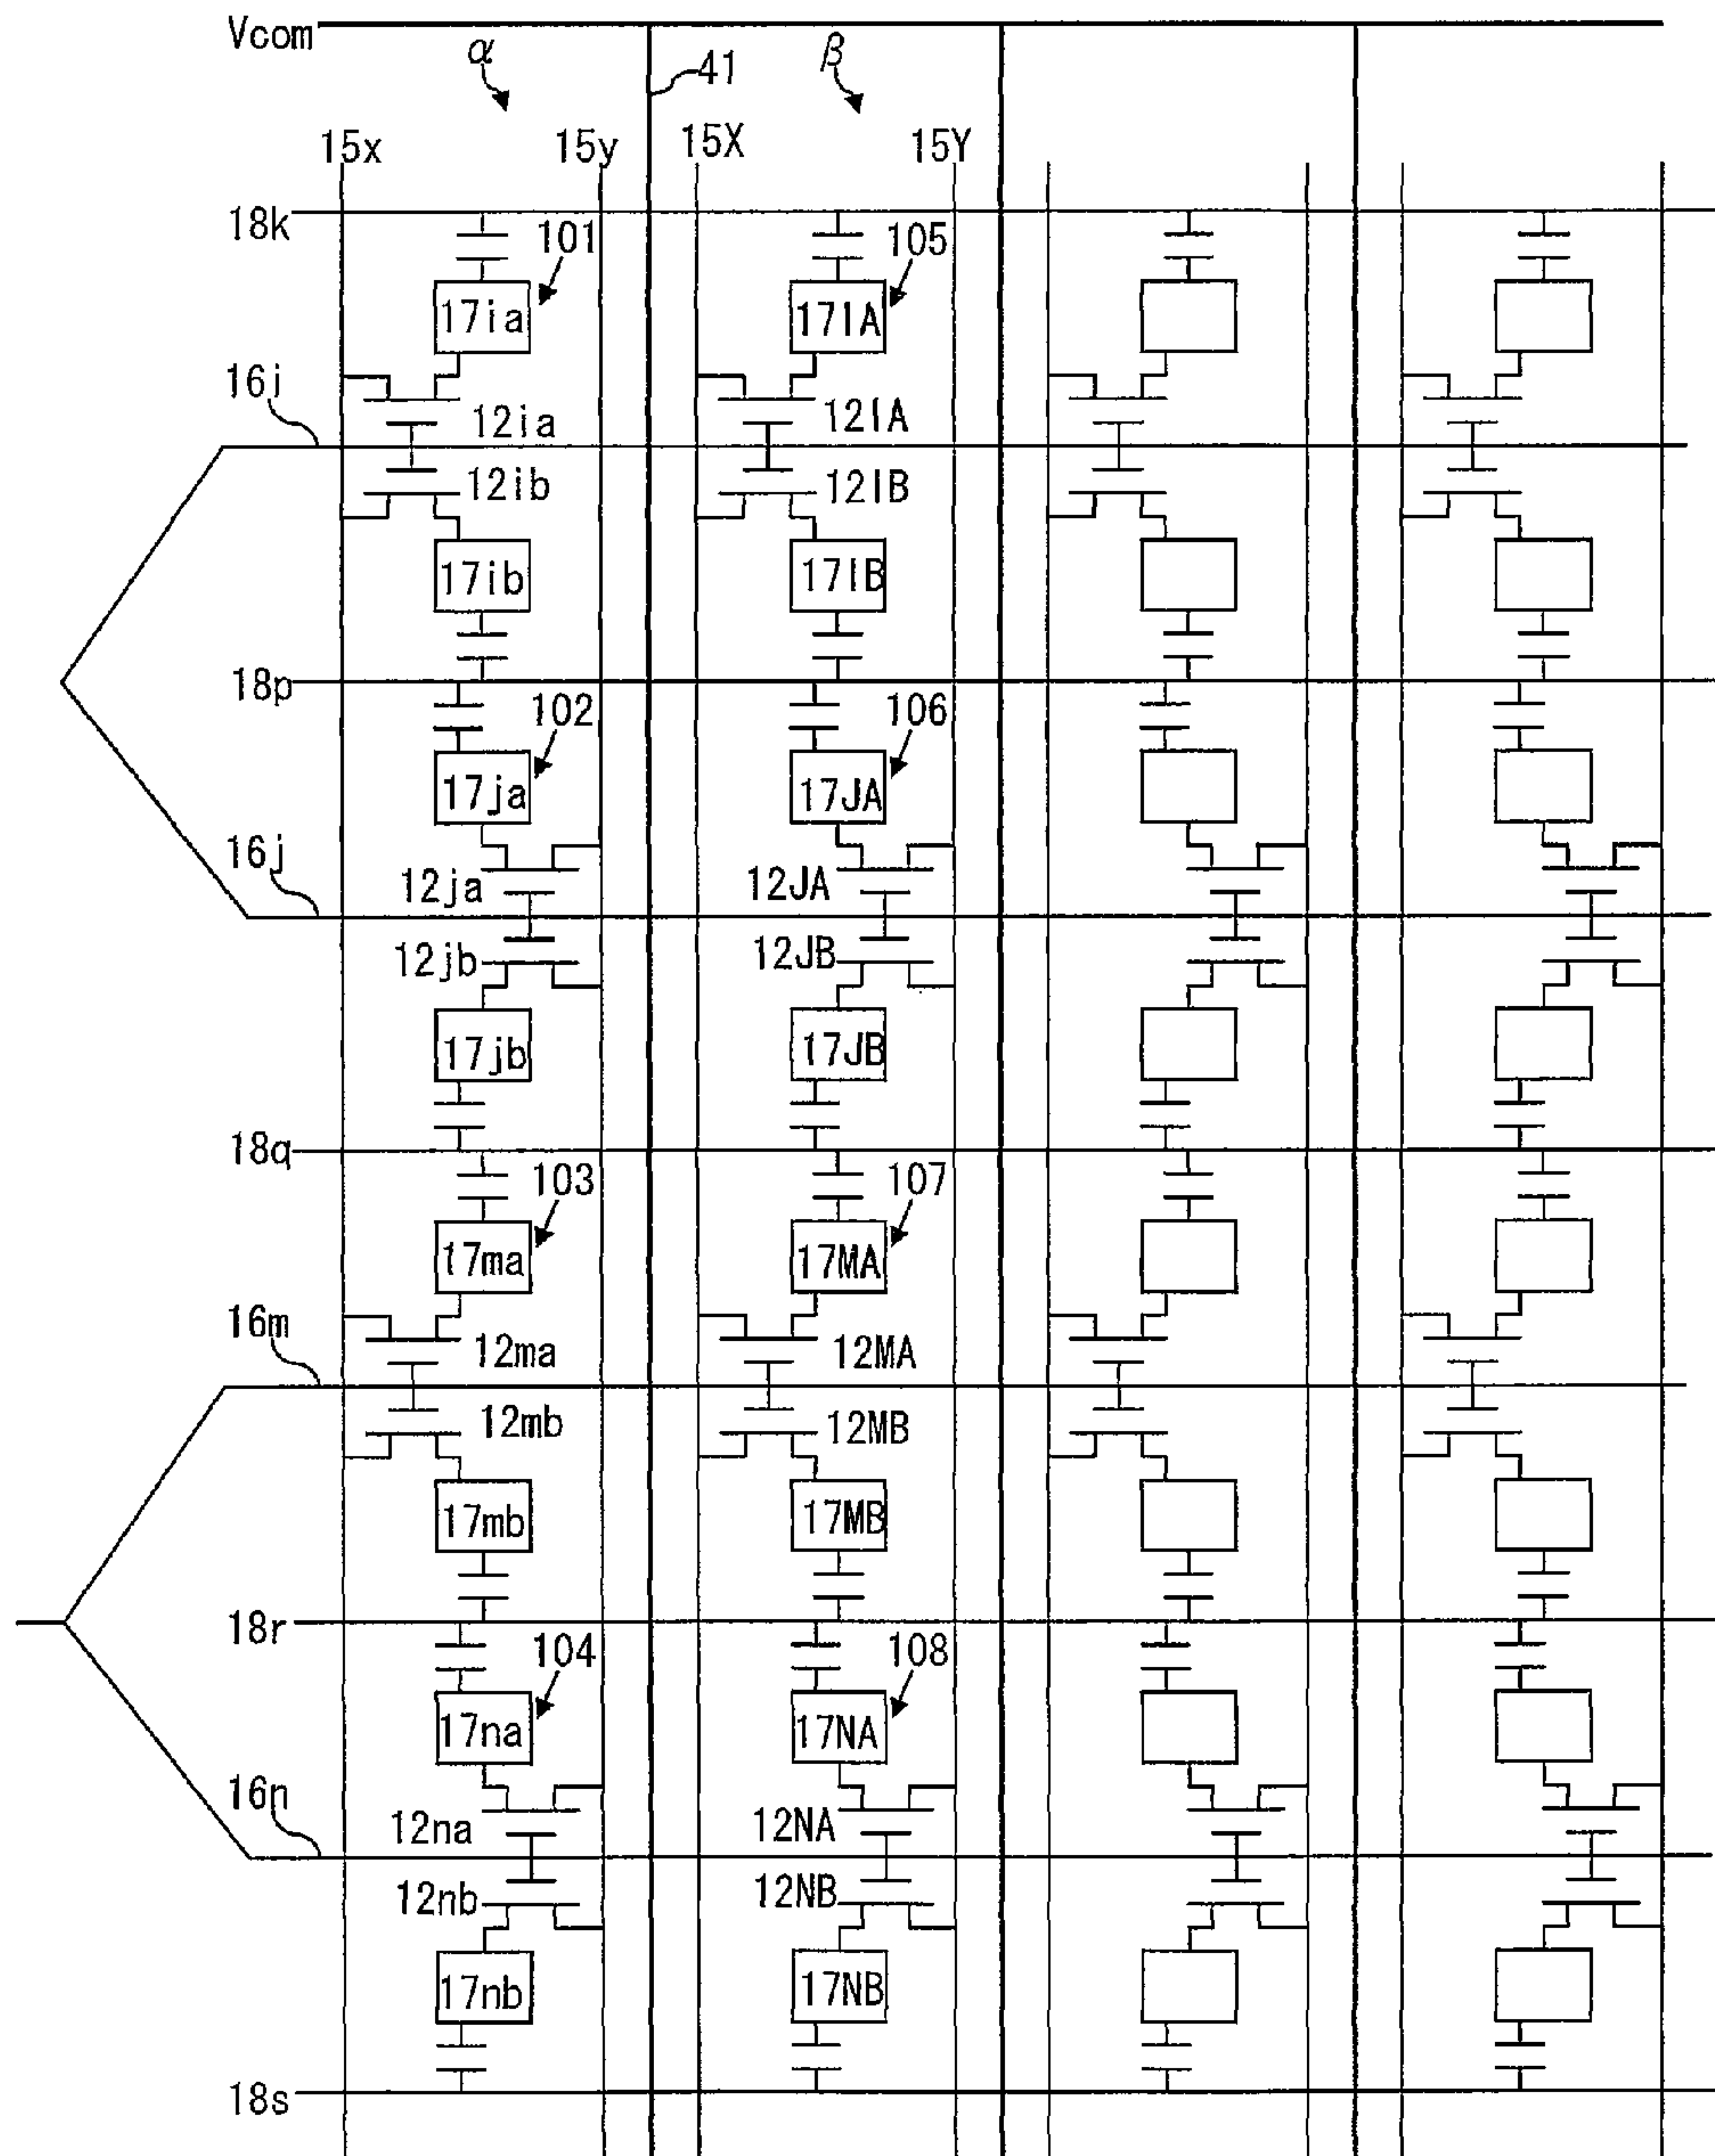 Vcom
α
41
β
15x
15y
15X
15Y
18k
101
105
17ia
17IA
16j
12ia
12IA
12ib
12IB
17ib
17IB
18p
102
106
17ja
17JA
16j
12ja
12JA
12jb
12JB
17jb
17JB
18q
103
107
17ma
17MA
16m
12ma
12MA
12mb
12MB
17mb
17MB
18r
104
108
17na
17NA
16n
12na
12NA
12nb
12NB
17nb
17NB
18s